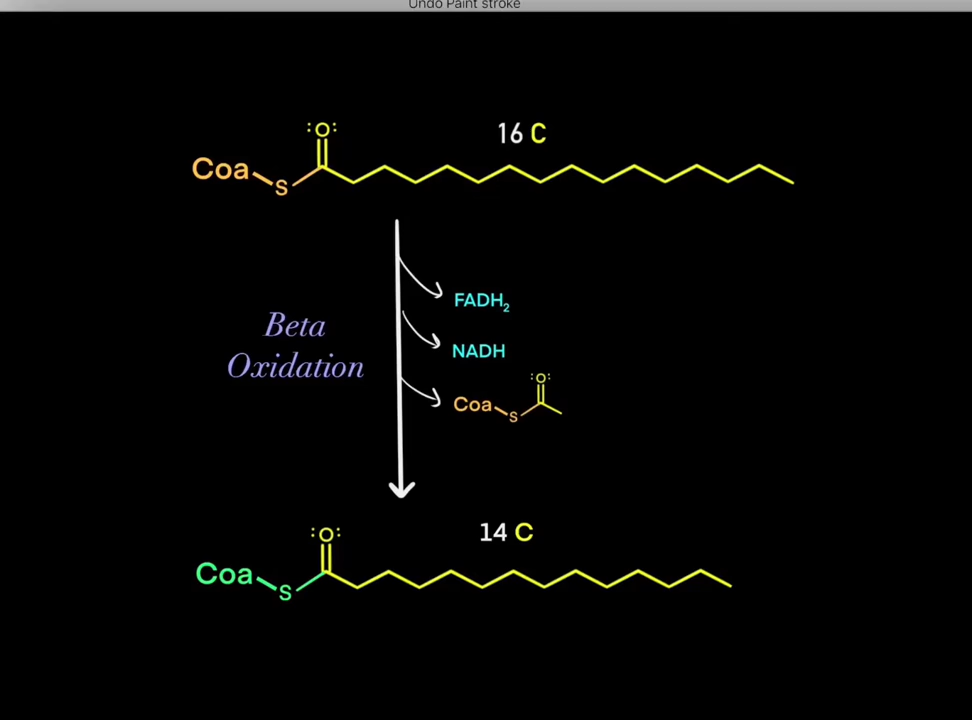 Undo Paint stroke
:O:
16 C
Coa
S
FADH₂
Beta
Oxidation
NADH
:O:
Coa
S
:O:
14 C
Coa
S